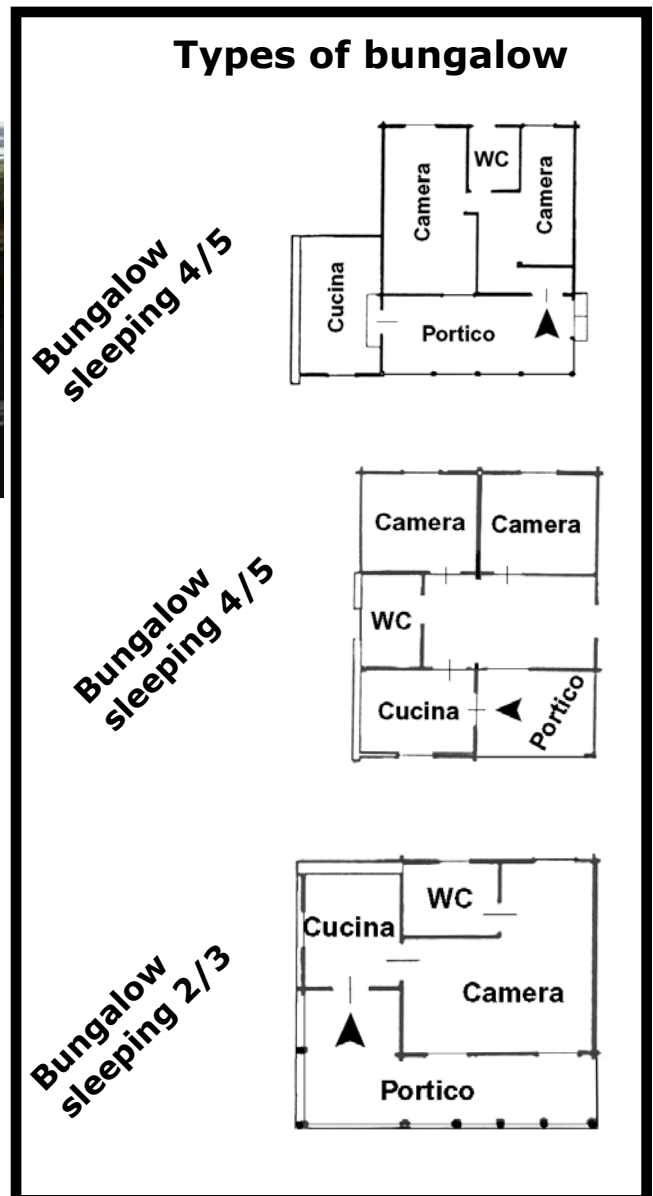 Types of bungalow
Bungalow
sleeping 4/5
WC
Camera
Camera
Cucina
Portico
Bungalow
sleeping 4/5
Camera
Camera
WC
Cucina
Portico
Bungalow
sleeping 2/3
WC
Cucina
Camera
Portico